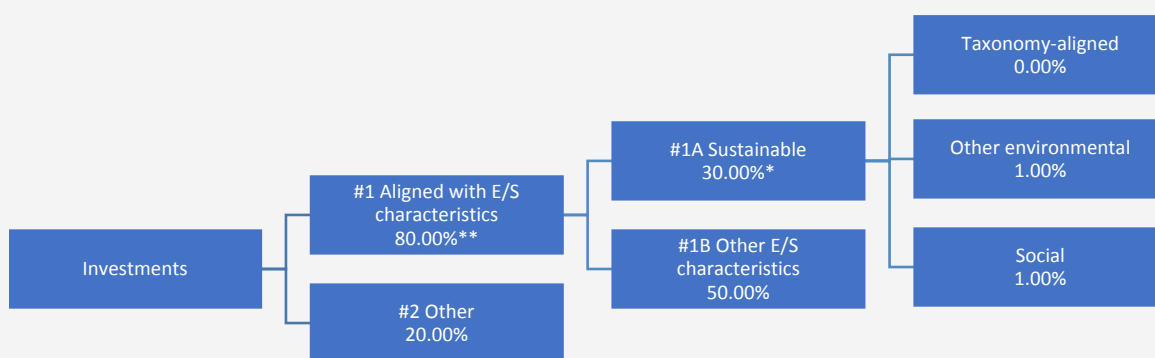 Investments
#1 Aligned with E/S
characteristics
80.00%**
#2 Other
20.00%
#1A Sustainable
30.00%*
#1B Other E/S
characteristics
50.00%
Taxonomy-aligned
0.00%
Other environmental
1.00%
Social
1.00%